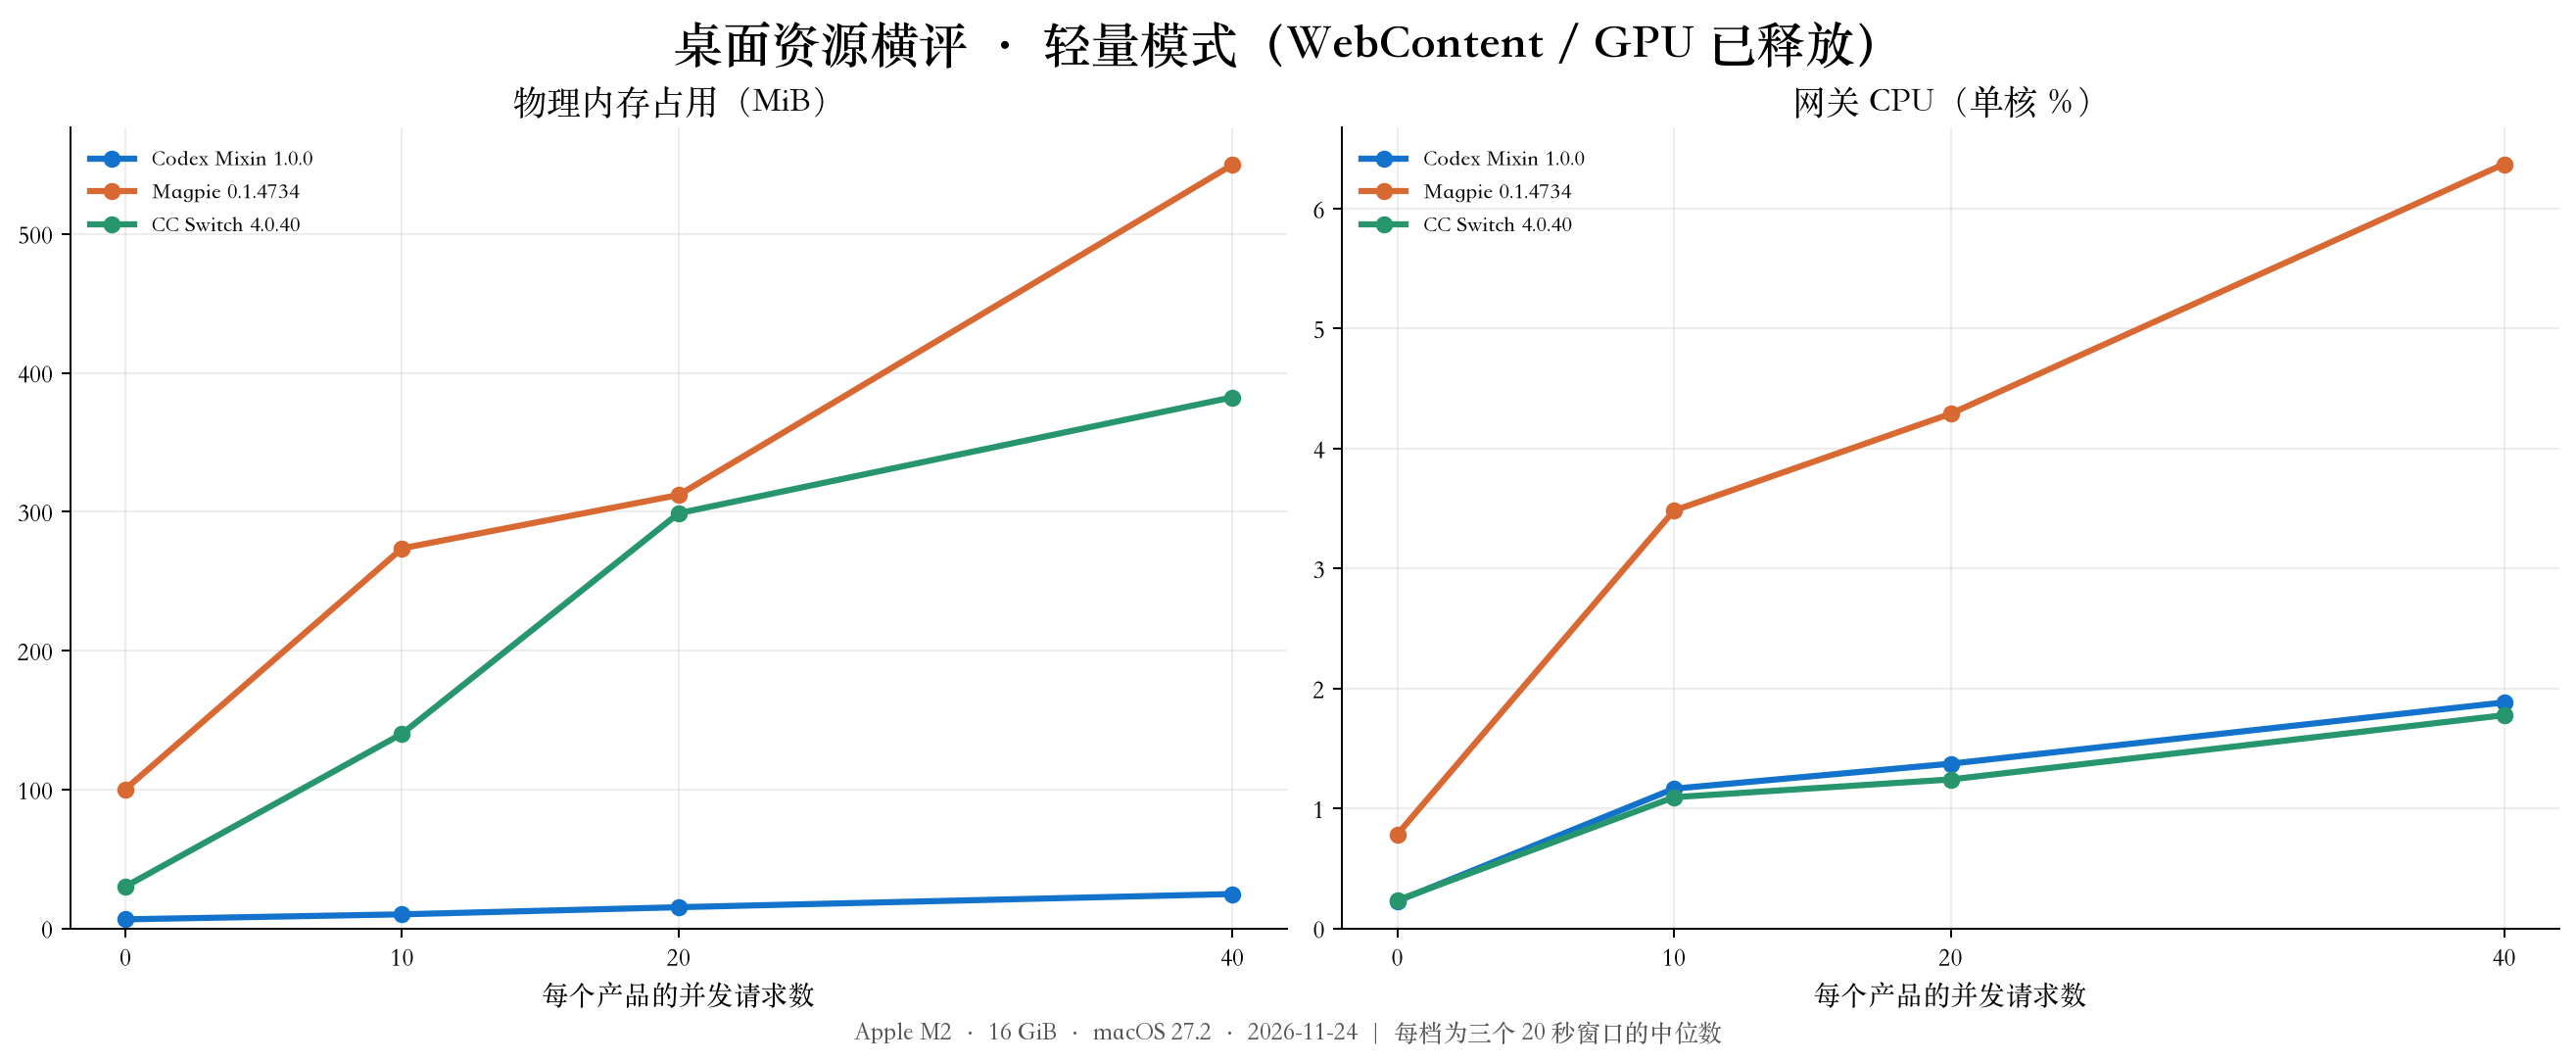 桌面资源横评 · 轻量模式（WebContent / GPU 已释放）
物理内存占用（MiB）
Codex Mixin 1.0.0
Magpie 0.1.4734
CC Switch 4.0.40
500
400
300
200
100
0
0 10 20 40
每个产品的并发请求数
网关 CPU（单核 %）
Codex Mixin 1.0.0
Magpie 0.1.4734
CC Switch 4.0.40
6
5
4
3
2
1
0
0 10 20 40
每个产品的并发请求数
Apple M2 · 16 GiB · macOS 27.2 · 2026-11-24 | 每档为三个 20 秒窗口的中位数